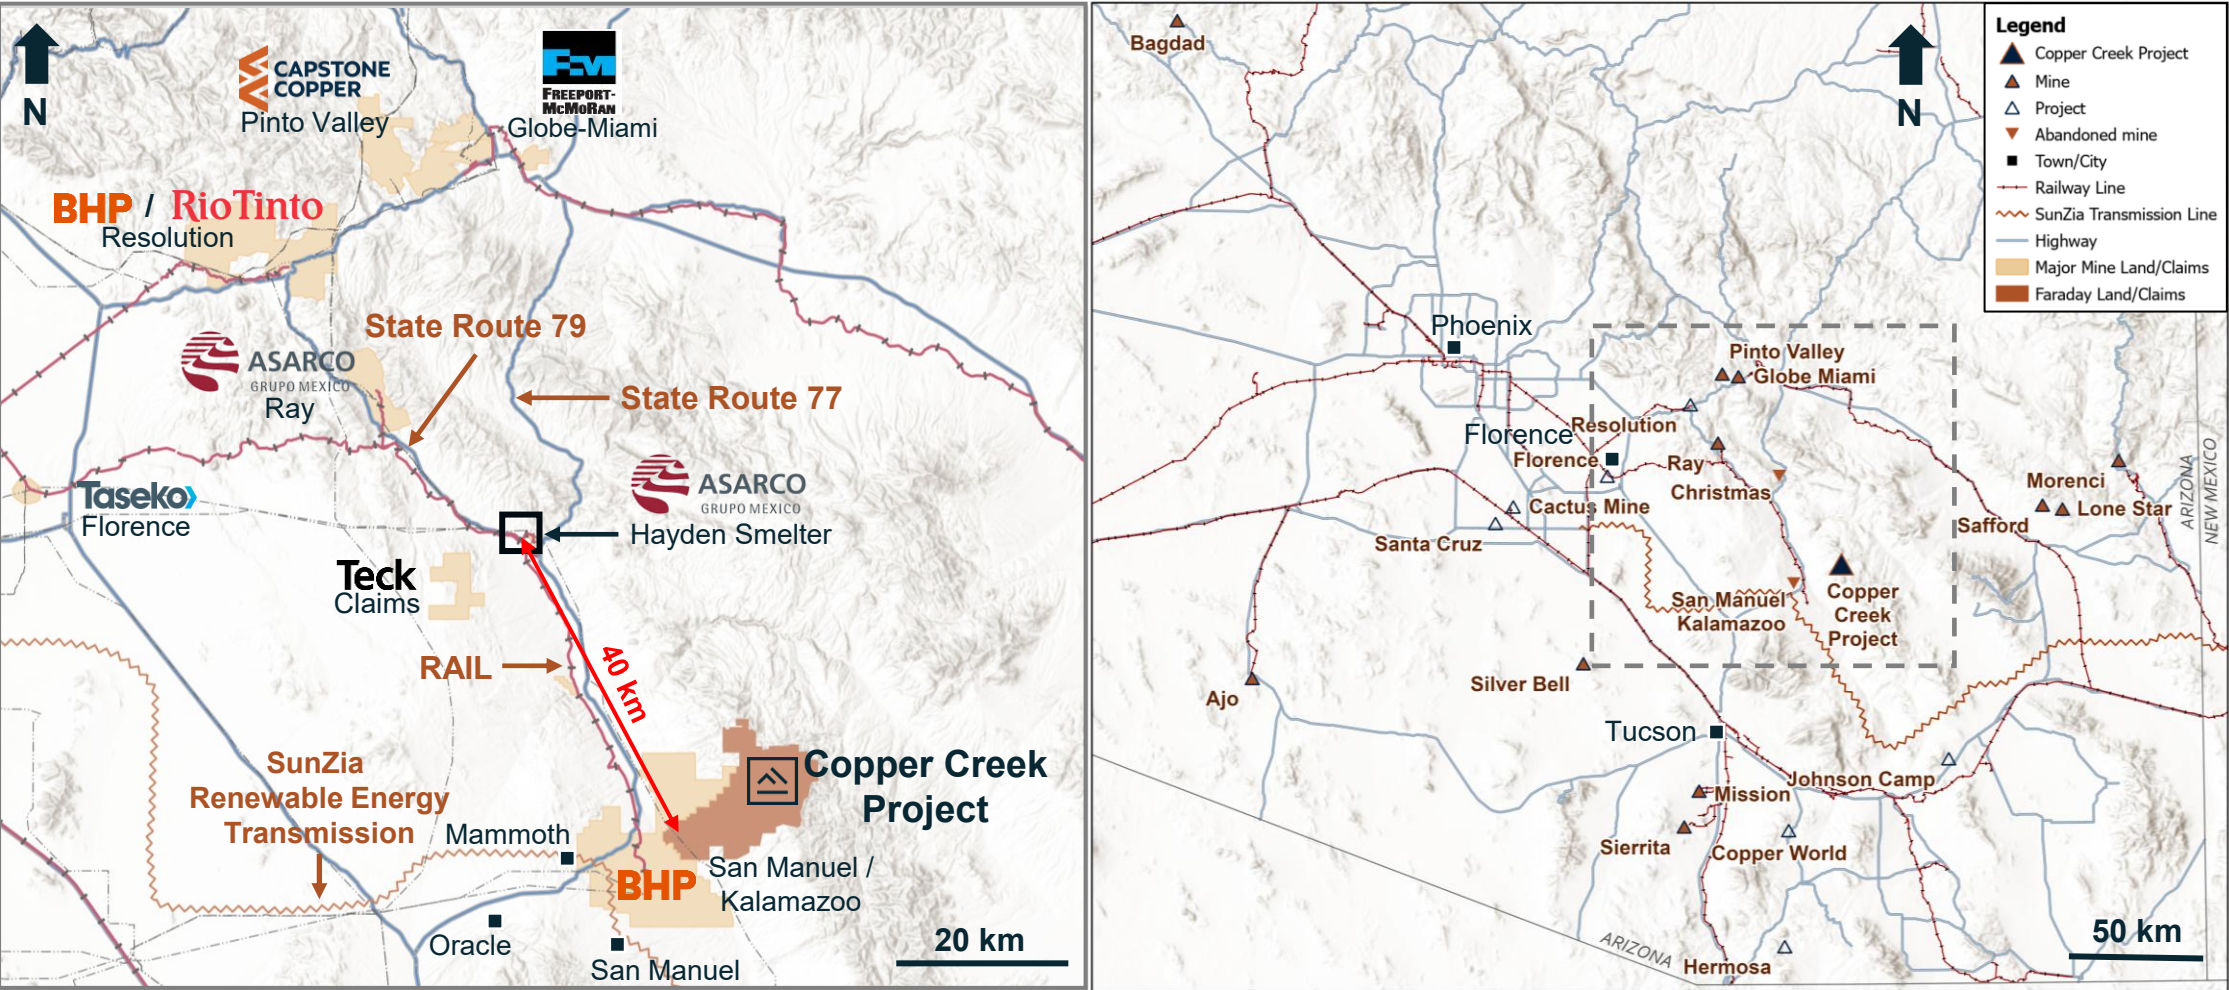 N
CAPSTONE
COPPER
Pinto Valley
FCX
FREEPORT-
McMoRAN
Globe-Miami
BHP / RioTinto
Resolution
State Route 79
ASARCO
GRUPO MEXICO
Ray
State Route 77
Taseko
Florence
ASARCO
GRUPO MEXICO
Hayden Smelter
Teck
Claims
RAIL
40 km
SunZia
Renewable Energy
Transmission
Copper Creek
Project
Mammoth
BHP
San Manuel /
Kalamazoo
Oracle
San Manuel
20 km
Bagdad
N
Legend
Copper Creek Project
Mine
Project
Abandoned mine
Town/City
Railway Line
SunZia Transmission Line
Highway
Major Mine Land/Claims
Faraday Land/Claims
Phoenix
Pinto Valley
Globe Miami
Resolution
Florence
Florence
Ray
Christmas
Cactus Mine
Santa Cruz
Morenci
Lone Star
Safford
ARIZONA
NEW MEXICO
San Manuel
Kalamazoo
Copper
Creek
Project
Silver Bell
Ajo
Tucson
Johnson Camp
Mission
Sierrita
Copper World
Hermosa
ARIZONA
50 km